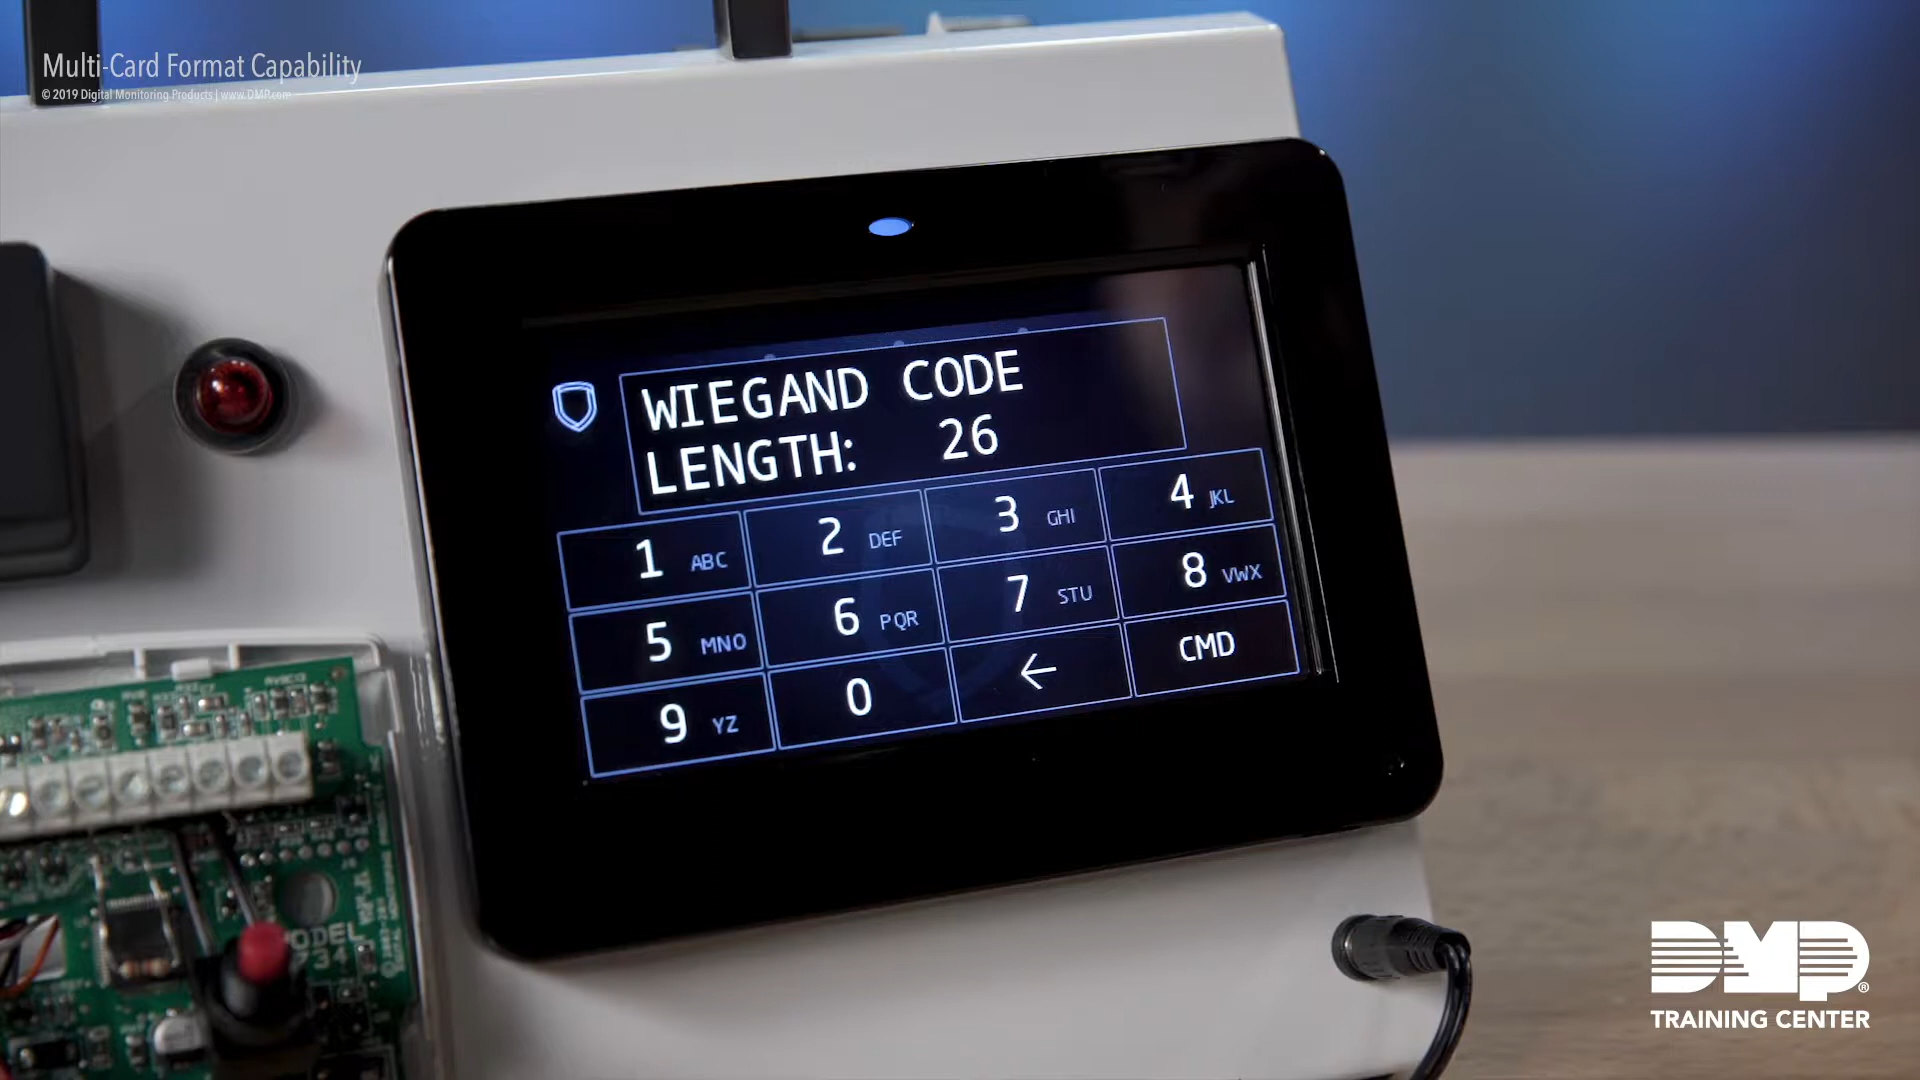 Multi-Card Format Capability
© 2019 Digital Monitoring Products | www.DMP.com
WIEGAND CODE
LENGTH: 26
1 ABC
2 DEF
3 GHI
4 JKL
5 MNO
6 PQR
7 STU
8 VWX
9 YZ
0
←
CMD
MODEL
DMP®
TRAINING CENTER